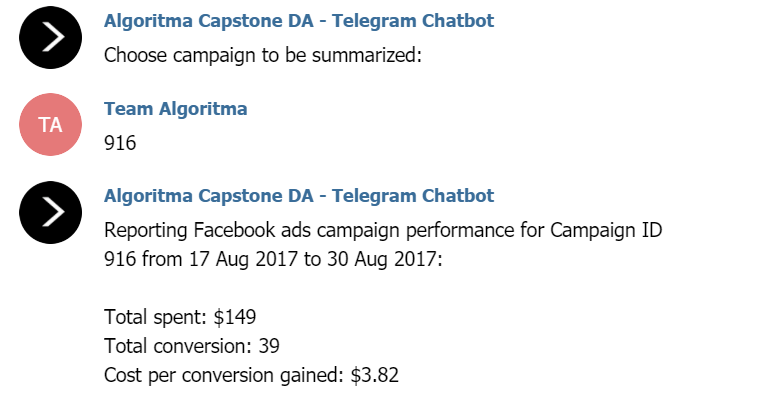 Algoritma Capstone DA - Telegram Chatbot
Choose campaign to be summarized:
Team Algoritma
TA
916
Algoritma Capstone DA - Telegram Chatbot
Reporting Facebook ads campaign performance for Campaign ID
916 from 17 Aug 2017 to 30 Aug 2017:
Total spent: $149
Total conversion: 39
Cost per conversion gained: $3.82